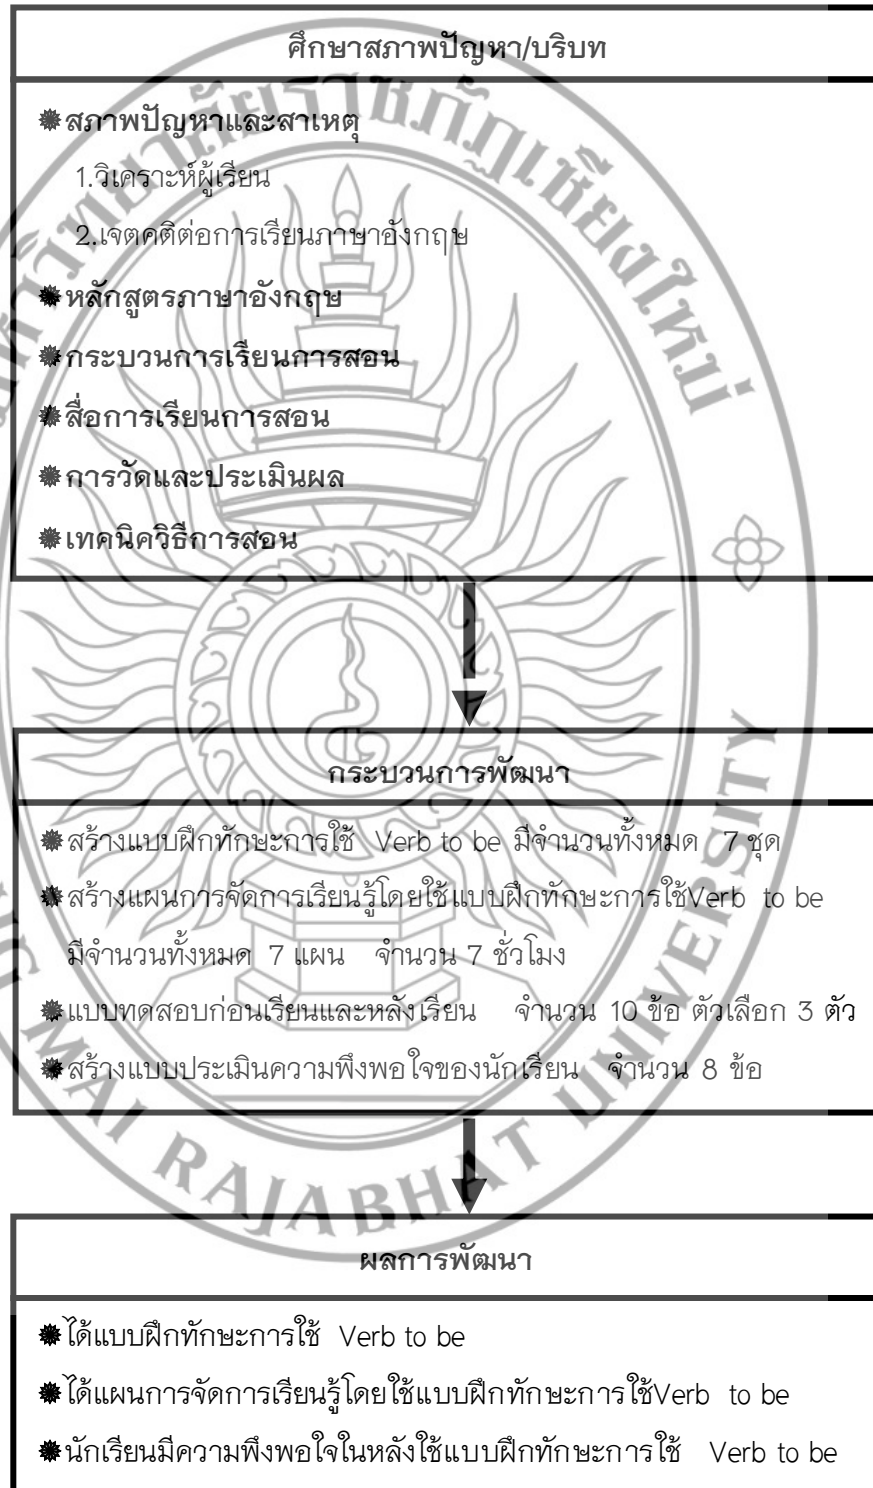 ศึกษาสภาพปัญหา/บริบท
สภาพปัญหาและสาเหตุ
1.วิเคราะห์ผู้เรียน
2.เจตคติต่อการเรียนภาษาอังกฤษ
หลักสูตรภาษาอังกฤษ
กระบวนการเรียนการสอน
สื่อการเรียนการสอน
การวัดและประเมินผล
เทคนิควิธีการสอน
กระบวนการพัฒนา
สร้างแบบฝึกทักษะการใช้ Verb to be มีจำนวนทั้งหมด 7 ชุด
สร้างแผนการจัดการเรียนรู้โดยใช้แบบฝึกทักษะการใช้Verb to be
มีจำนวนทั้งหมด 7 แผน จำนวน 7 ชั่วโมง
แบบทดสอบก่อนเรียนและหลังเรียน จำนวน 10 ข้อ ตัวเลือก 3 ตัว
สร้างแบบประเมินความพึงพอใจของนักเรียน จำนวน 8 ข้อ
ผลการพัฒนา
ได้แบบฝึกทักษะการใช้ Verb to be
ได้แผนการจัดการเรียนรู้โดยใช้แบบฝึกทักษะการใช้Verb to be
นักเรียนมีความพึงพอใจในหลังใช้แบบฝึกทักษะการใช้ Verb to be
ราชภัฏเชียงใหม่
MAI RAJABHAT UNIVERSITY